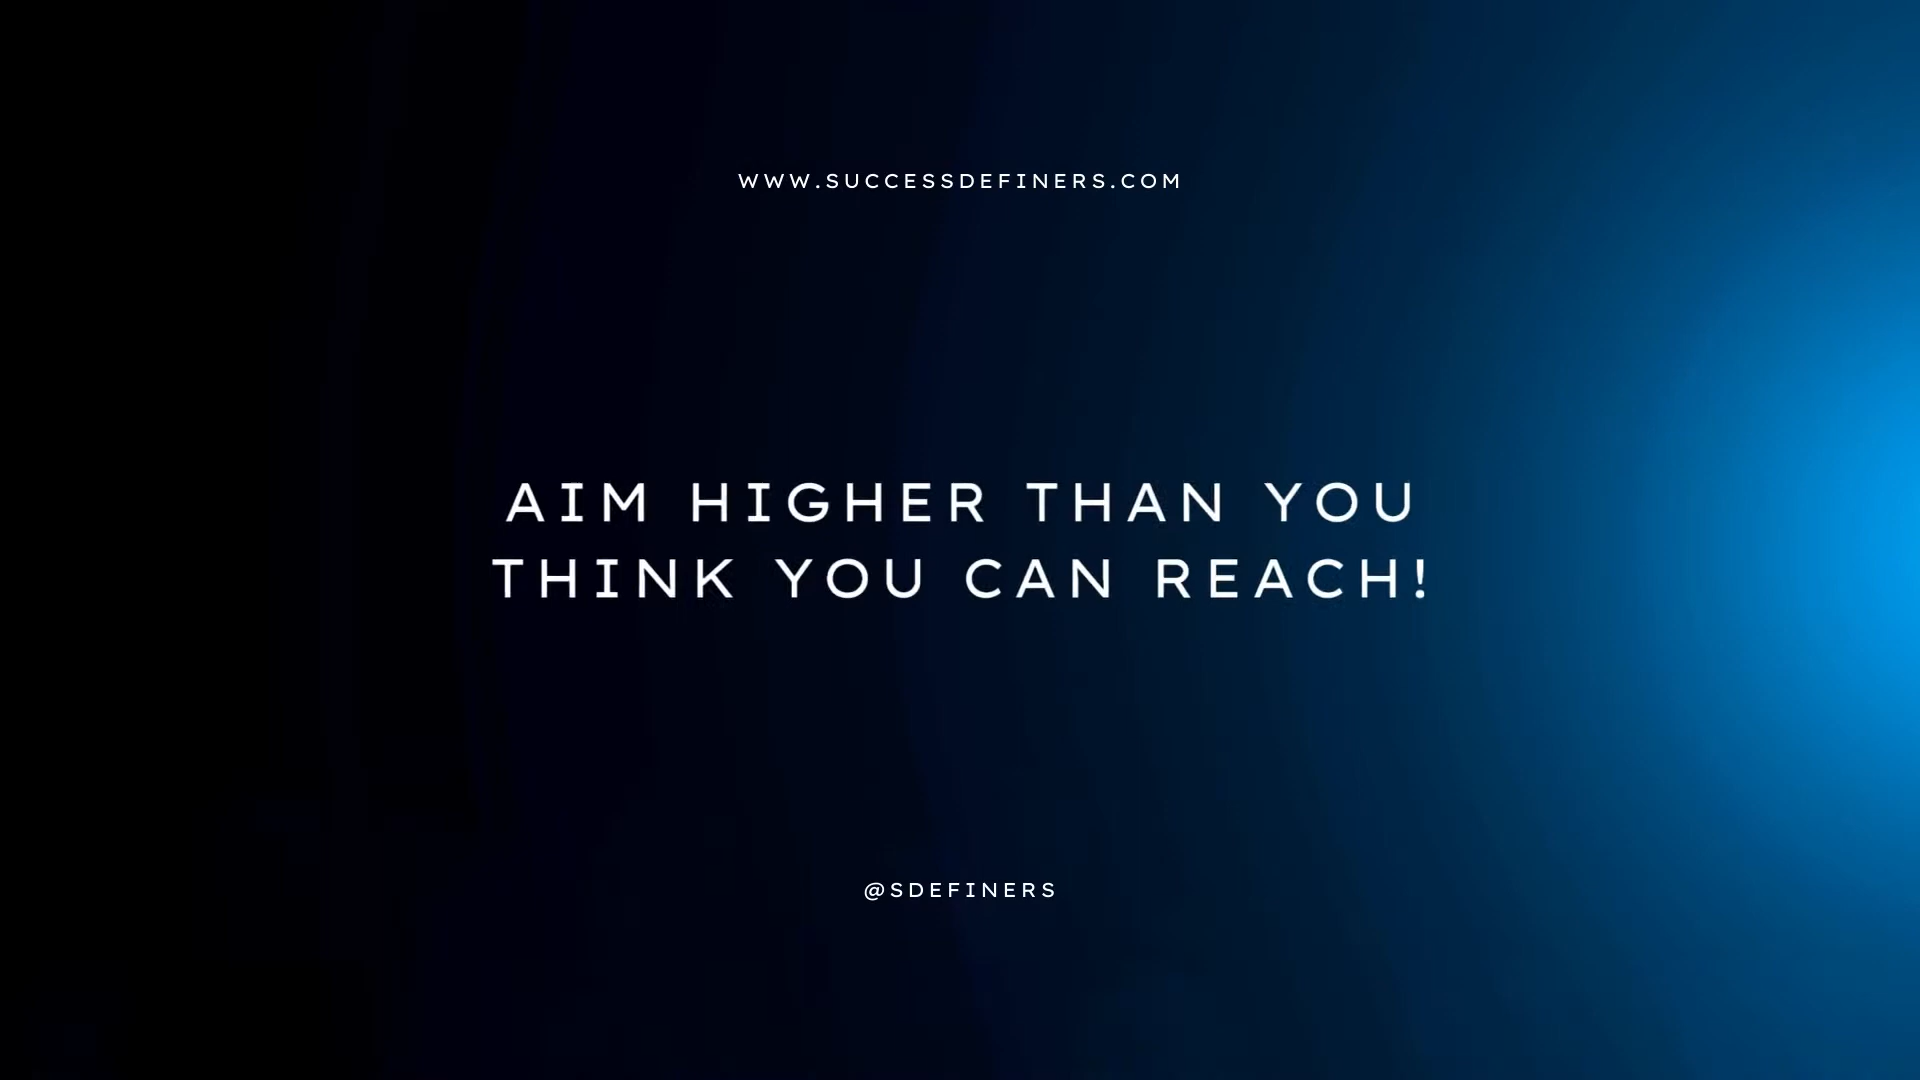 WWW.SUCCESSDEFINERS.COM
AIM HIGHER THAN YOU
THINK YOU CAN REACH!
@SDEFINERS